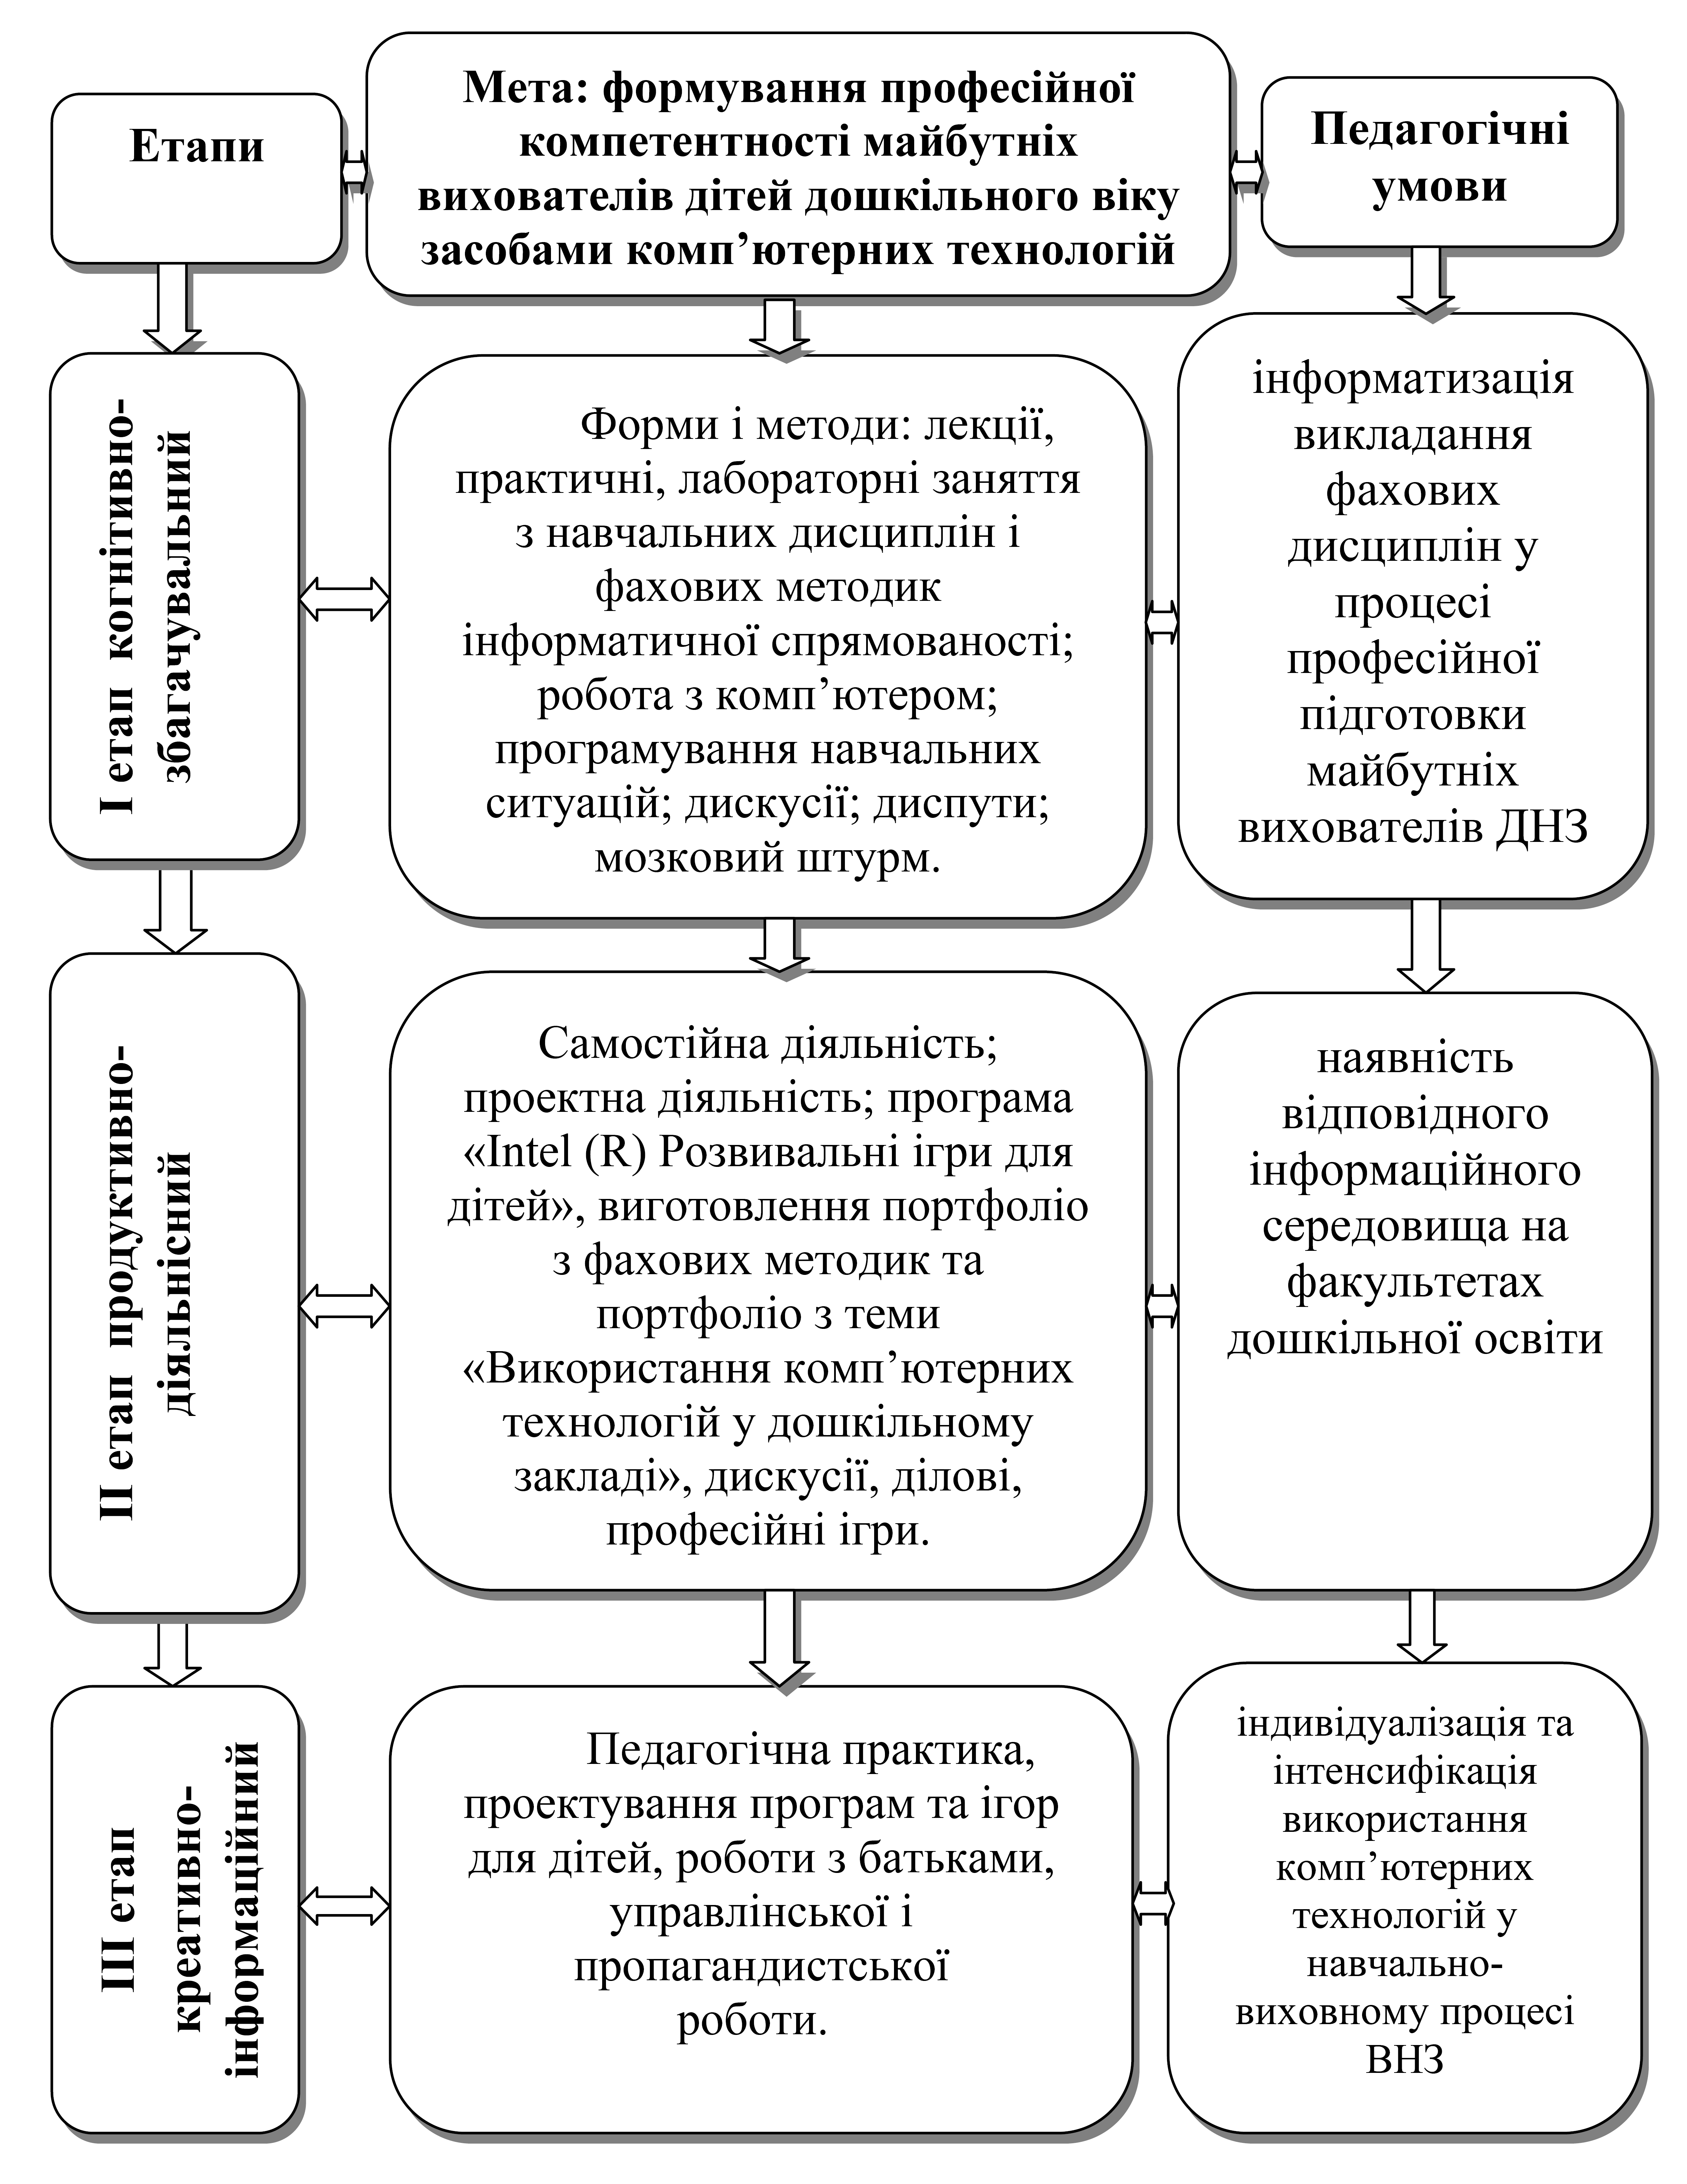 Етапи
Мета: формування професійної
компетентності майбутніх
вихователів дітей дошкільного віку
засобами комп’ютерних технологій
Педагогічні
умови
І етап когнітивно-
збагачувальний
Форми і методи: лекції,
практичні, лабораторні заняття
з навчальних дисциплін і
фахових методик
інформатичної спрямованості;
робота з комп’ютером;
програмування навчальних
ситуацій; дискусії; диспути;
мозковий штурм.
інформатизація
викладання
фахових
дисциплін у
процесі
професійної
підготовки
майбутніх
вихователів ДНЗ
ІІ етап продуктивно-
діяльнісний
Самостійна діяльність;
проектна діяльність; програма
«Intel (R) Розвивальні ігри для
дітей», виготовлення портфоліо
з фахових методик та
портфоліо з теми
«Використання комп’ютерних
технологій у дошкільному
закладі», дискусії, ділові,
професійні ігри.
наявність
відповідного
інформаційного
середовища на
факультетах
дошкільної освіти
ІІІ етап
креативно-
інформаційний
Педагогічна практика,
проектування програм та ігор
для дітей, роботи з батьками,
управлінської і
пропагандистської
роботи.
індивідуалізація та
інтенсифікація
використання
комп’ютерних
технологій у
навчально-
виховному процесі
ВНЗ